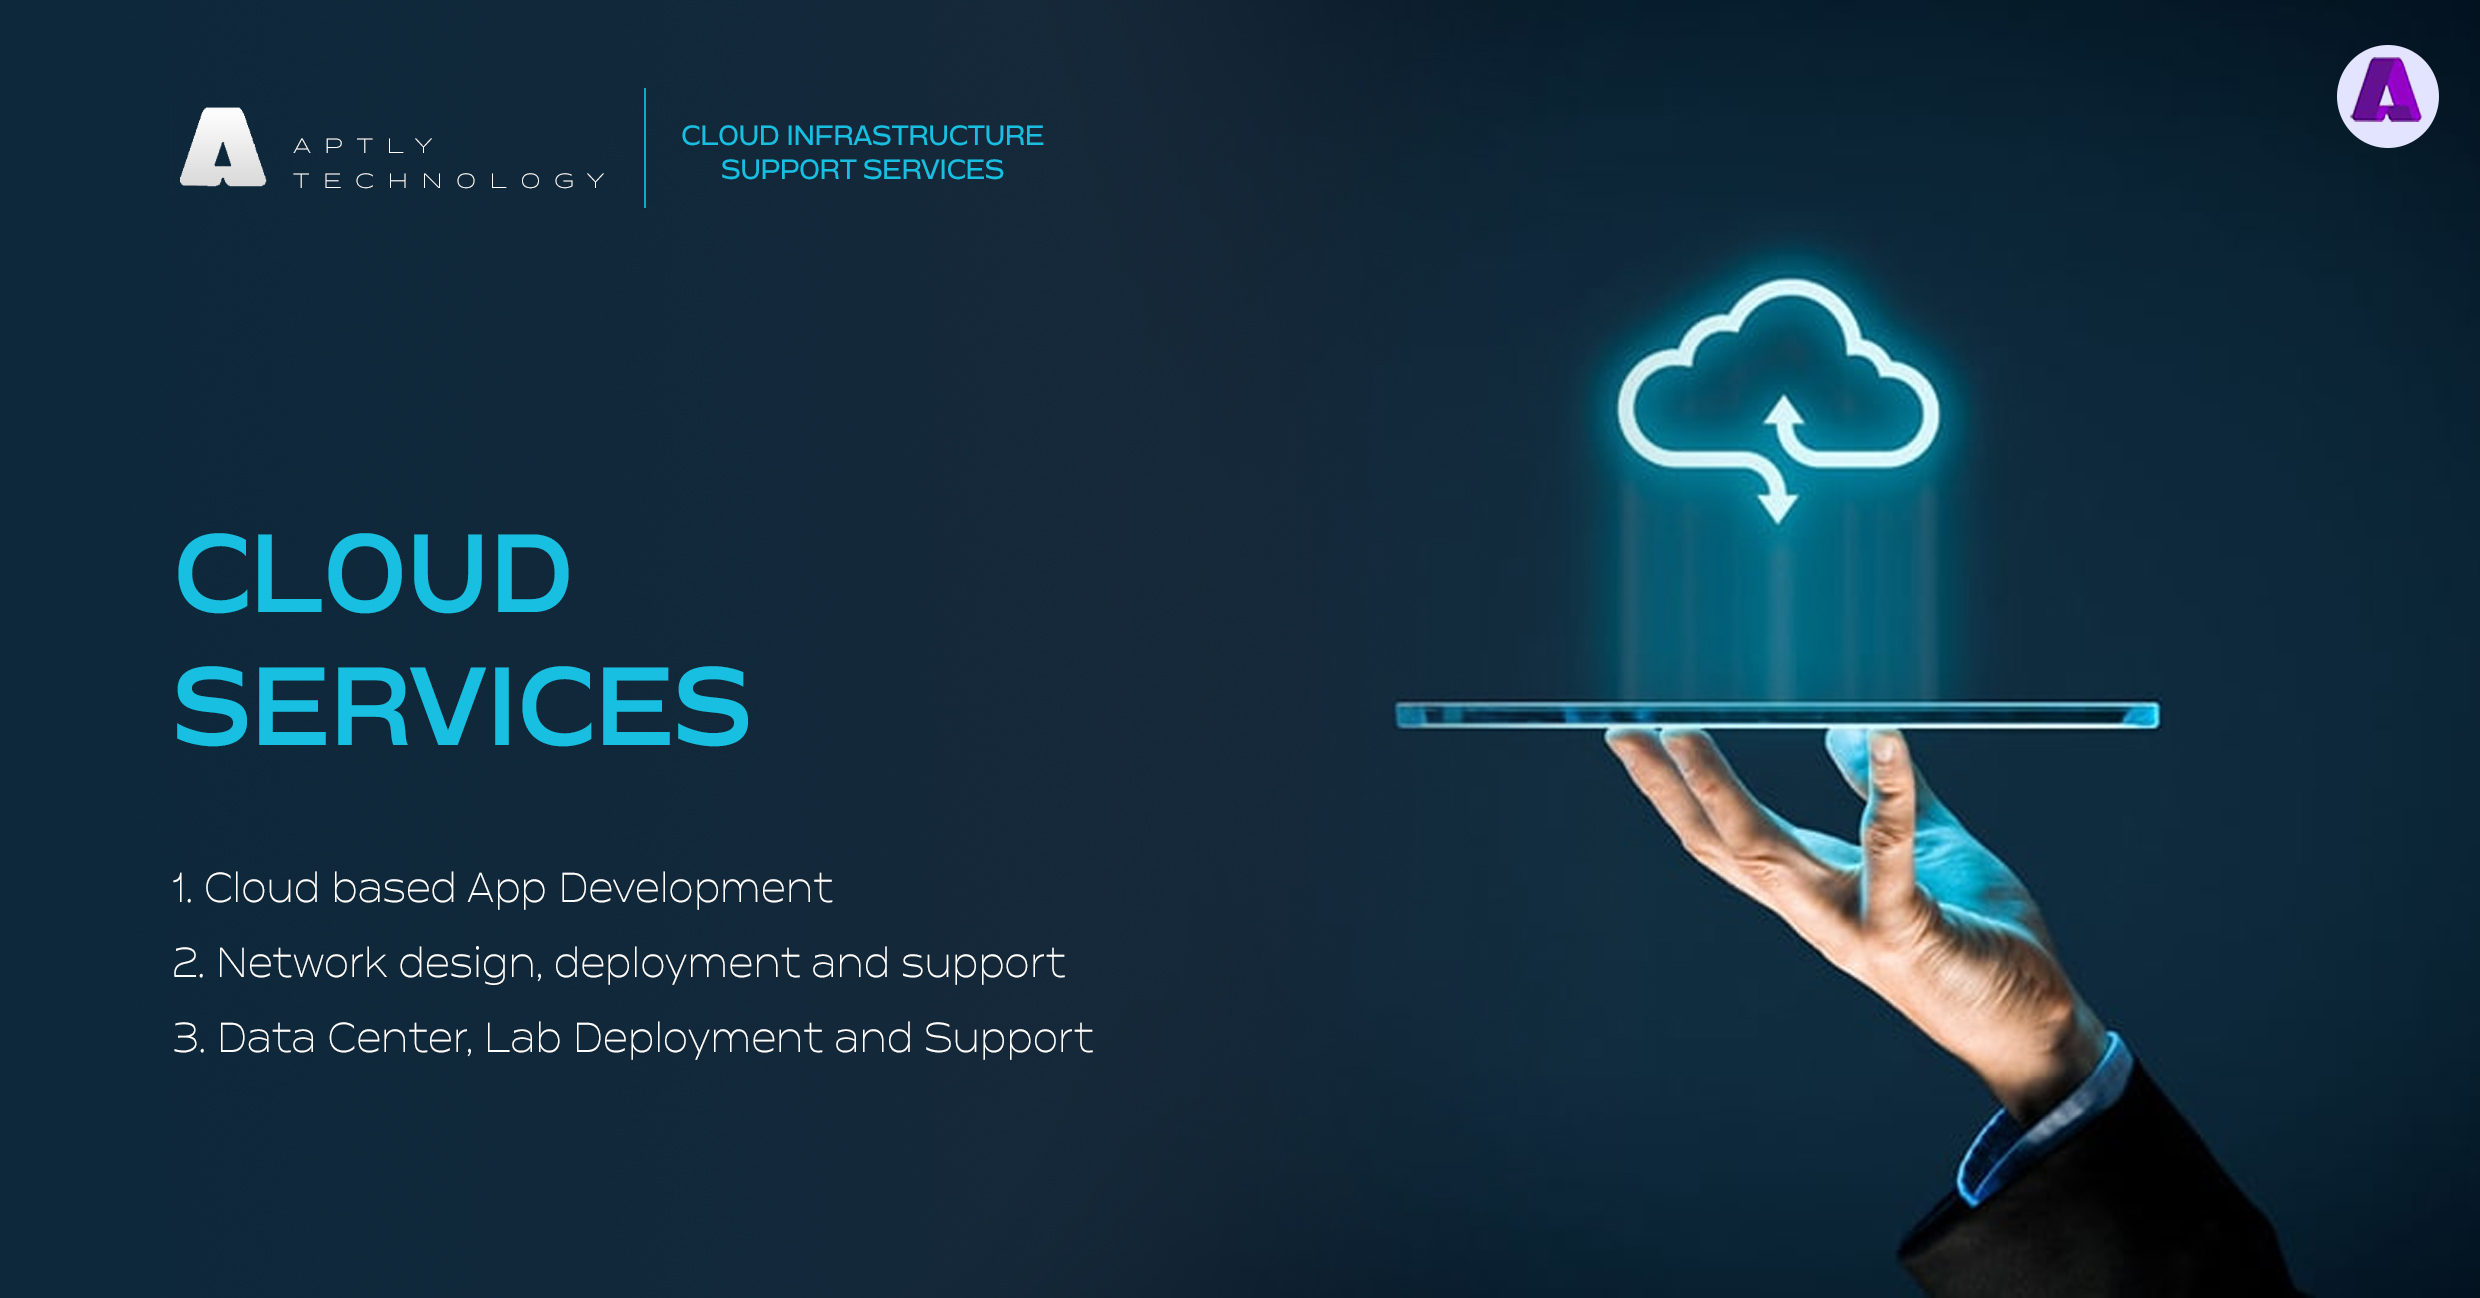 APTLY
TECHNOLOGY
CLOUD INFRASTRUCTURE
SUPPORT SERVICES
CLOUD
SERVICES
1. Cloud based App Development
2. Network design, deployment and support
3. Data Center, Lab Deployment and Support